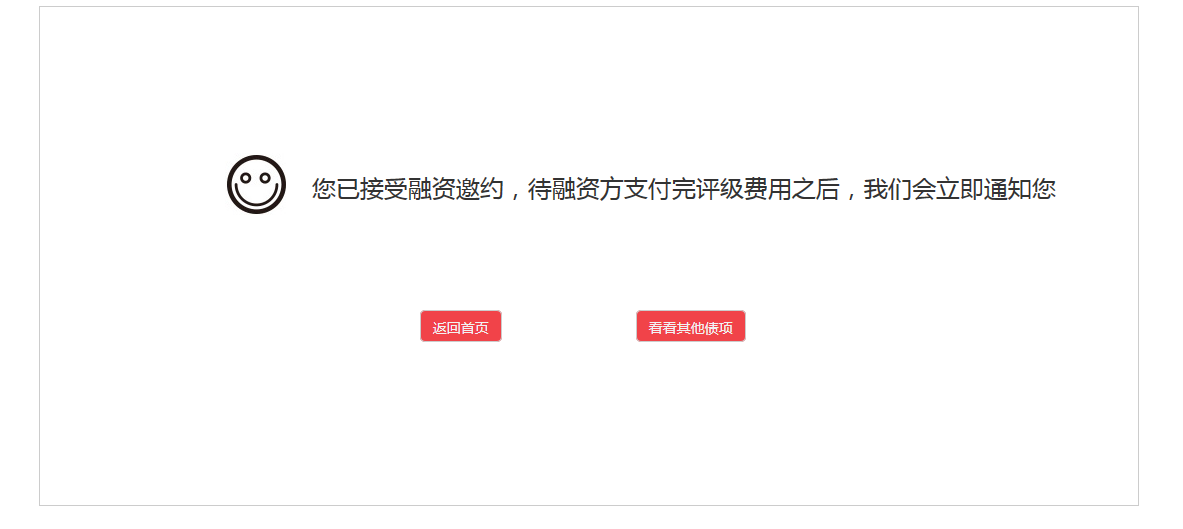 您已接受融资邀约，待融资方支付完评级费用之后，我们会立即通知您
返回首页
看看其他债项